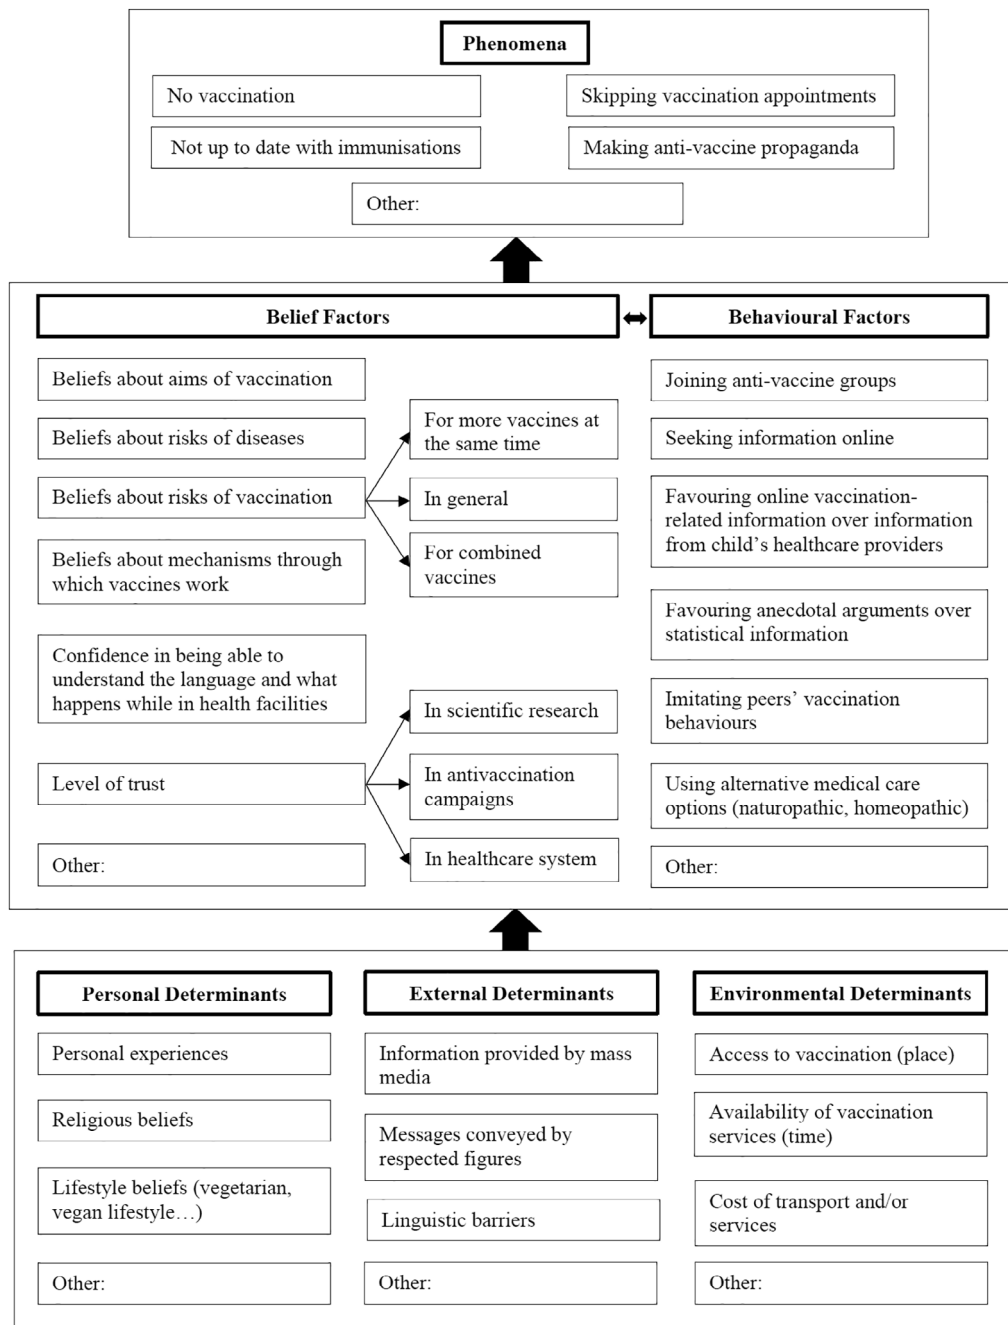 Phenomena
No vaccination
Skipping vaccination appointments
Not up to date with immunisations
Making anti-vaccine propaganda
Other:
Belief Factors
Behavioural Factors
Beliefs about aims of vaccination
Beliefs about risks of diseases
Beliefs about risks of vaccination
For more vaccines at
the same time
In general
For combined
vaccines
Beliefs about mechanisms through
which vaccines work
Confidence in being able to
understand the language and what
happens while in health facilities
Level of trust
In scientific research
In antivaccination
campaigns
In healthcare system
Other:
Joining anti-vaccine groups
Seeking information online
Favouring online vaccination-
related information over information
from child’s healthcare providers
Favouring anecdotal arguments over
statistical information
Imitating peers’ vaccination
behaviours
Using alternative medical care
options (naturopathic, homeopathic)
Other:
Personal Determinants
Personal experiences
Religious beliefs
Lifestyle beliefs (vegetarian,
vegan lifestyle…)
Other:
External Determinants
Information provided by mass
media
Messages conveyed by
respected figures
Linguistic barriers
Other:
Environmental Determinants
Access to vaccination (place)
Availability of vaccination
services (time)
Cost of transport and/or
services
Other: